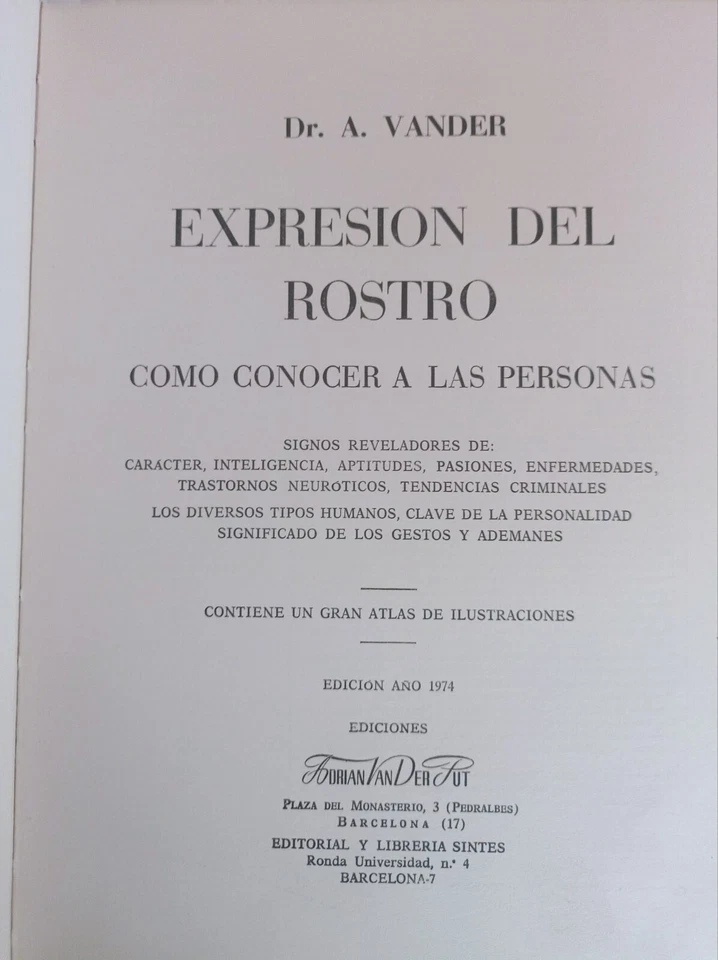 Dr. A. VANDER
EXPRESION DEL
ROSTRO
COMO CONOCER A LAS PERSONAS
SIGNOS REVELADORES DE:
CARÁCTER, INTELIGENCIA, APTITUDES, PASIONES, ENFERMEDADES,
TRASTORNOS NEURÓTICOS, TENDENCIAS CRIMINALES
LOS DIVERSOS TIPOS HUMANOS, CLAVE DE LA PERSONALIDAD
SIGNIFICADO DE LOS GESTOS Y ADEMANES
CONTIENE UN GRAN ATLAS DE ILUSTRACIONES
EDICIÓN AÑO 1974
EDICIONES
ADRIAN VAN DER PUT
PLAZA DEL MONASTERIO, 3 (PEDRALBES)
BARCELONA (17)
EDITORIAL Y LIBRERIA SINTES
Ronda Universidad, n.º 4
BARCELONA-7